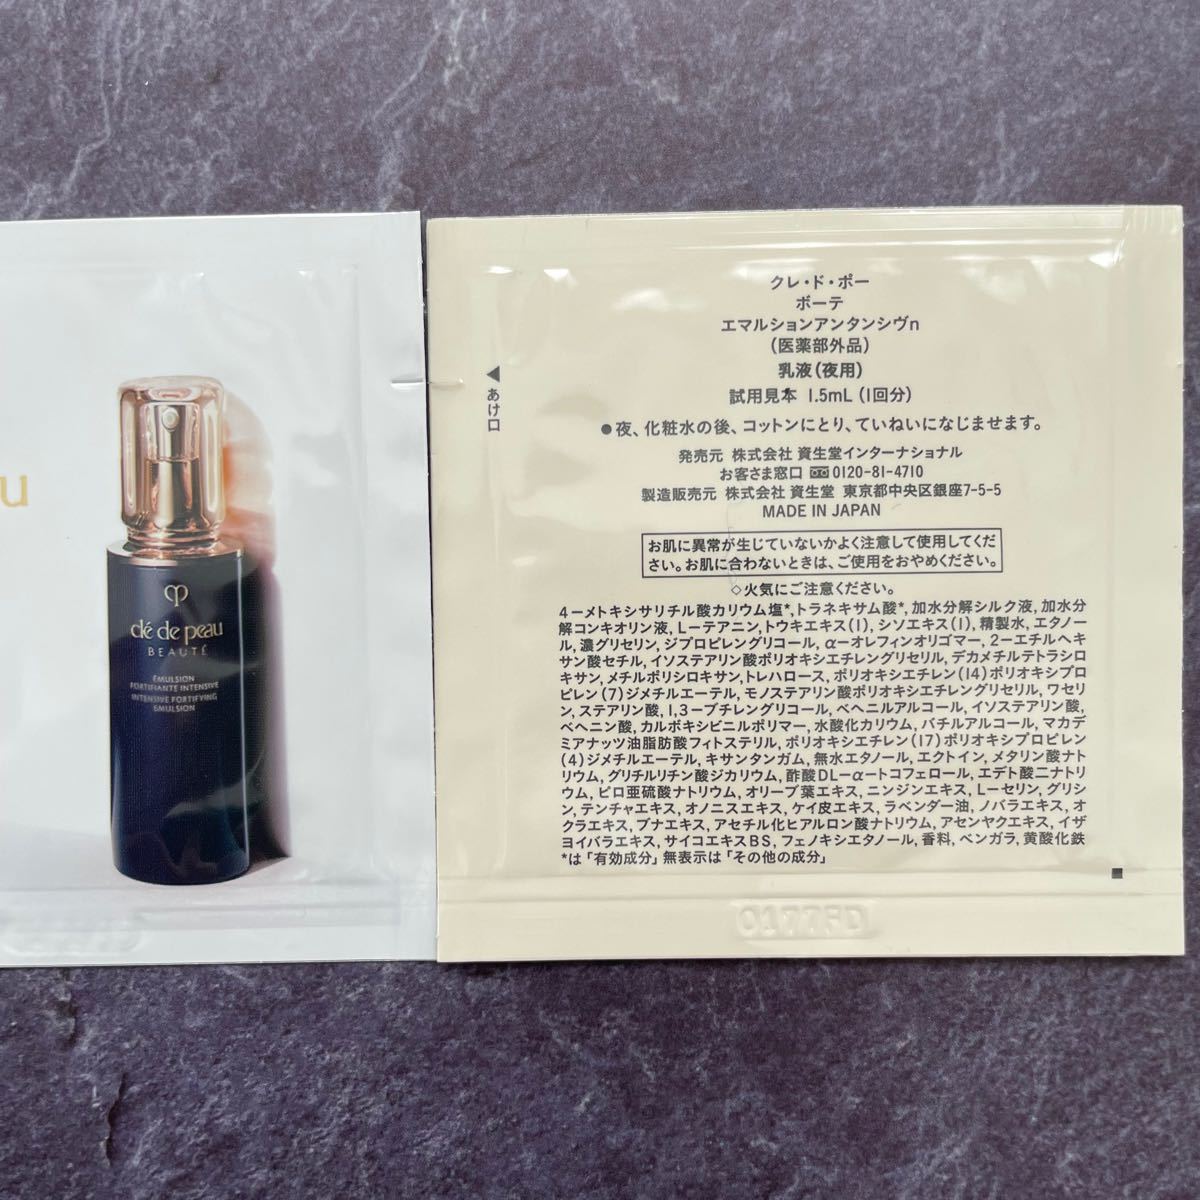 u
clé de peau
BEAUTÉ
ÉMULSION
FORTIFIANTE INTENSIVE
INTENSIVE FORTIFYING
EMULSION
◀あけ口
クレ・ド・ポー
ボーテ
エマルションアンタンシヴn
(医薬部外品)
乳液(夜用)
試用見本 1.5mL (1回分)
●夜、化粧水の後、コットンにとり、ていねいになじませます。
発売元 株式会社 資生堂インターナショナル
お客さま窓口 0120-81-4710
製造販売元 株式会社 資生堂 東京都中央区銀座7-5-5
MADE IN JAPAN
お肌に異常が生じていないかよく注意して使用してくだ
さい。お肌に合わないときは、ご使用をおやめください。
◇火気にご注意ください。
4-メトキシサリチル酸カリウム塩*,トラネキサム酸*,加水分解シルク液,加水分
解コンキオリン液,L-テアニン,トウキエキス(1),シソエキス(1),精製水,エタノー
ル,濃グリセリン,ジプロピレングリコール,α-オレフィンオリゴマー,2-エチルヘキ
サン酸セチル,イソステアリン酸ポリオキシエチレングリセリル,デカメチルテトラシロ
キサン,メチルポリシロキサン,トレハロース,ポリオキシエチレン(14)ポリオキシプロ
ピレン(7)ジメチルエーテル,モノステアリン酸ポリオキシエチレングリセリル,ワセリ
ン,ステアリン酸,1,3-ブチレングリコール,ベヘニルアルコール,イソステアリン酸,
ベヘニン酸,カルボキシビニルポリマー,水酸化カリウム,バチルアルコール,マカデ
ミアナッツ油脂肪酸フィトステリル,ポリオキシエチレン(17)ポリオキシプロピレン
(4)ジメチルエーテル,キサンタンガム,無水エタノール,エクトイン,メタリン酸ナト
リウム,グリチルリチン酸ジカリウム,酢酸DL-α-トコフェロール,エデト酸二ナトリ
ウム,ピロ亜硫酸ナトリウム,オリーブ葉エキス,ニンジンエキス,L-セリン,グリシ
ン,テンチャエキス,オノニスエキス,ケイ皮エキス,ラベンダー油,ノバラエキス,オ
クラエキス,ブナエキス,アセチル化ヒアルロン酸ナトリウム,アセンヤクエキス,イザ
ヨイバラエキス,サイコエキスBS,フェノキシエタノール,香料,ベンガラ,黄酸化鉄
*は「有効成分」無表示は「その他の成分」
0177FD